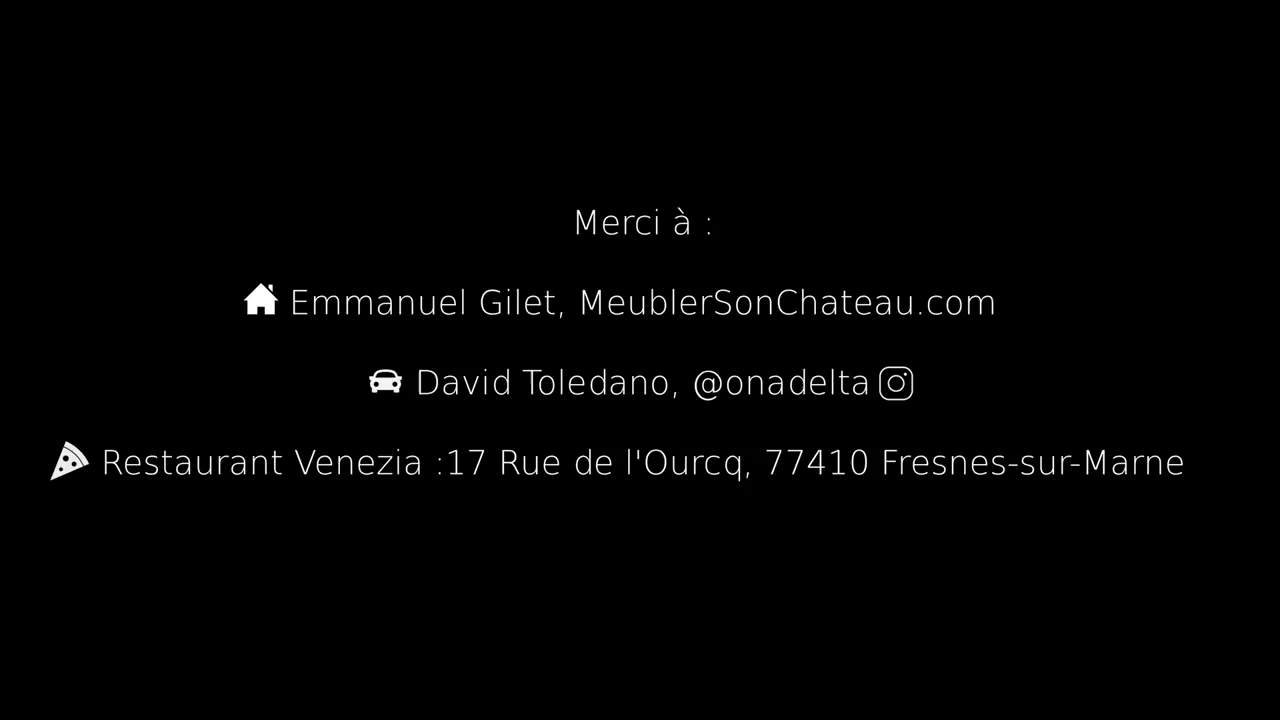 Merci à :
Emmanuel Gilet, MeublerSonChateau.com
David Toledano, @onadelta
Restaurant Venezia :17 Rue de l'Ourcq, 77410 Fresnes-sur-Marne